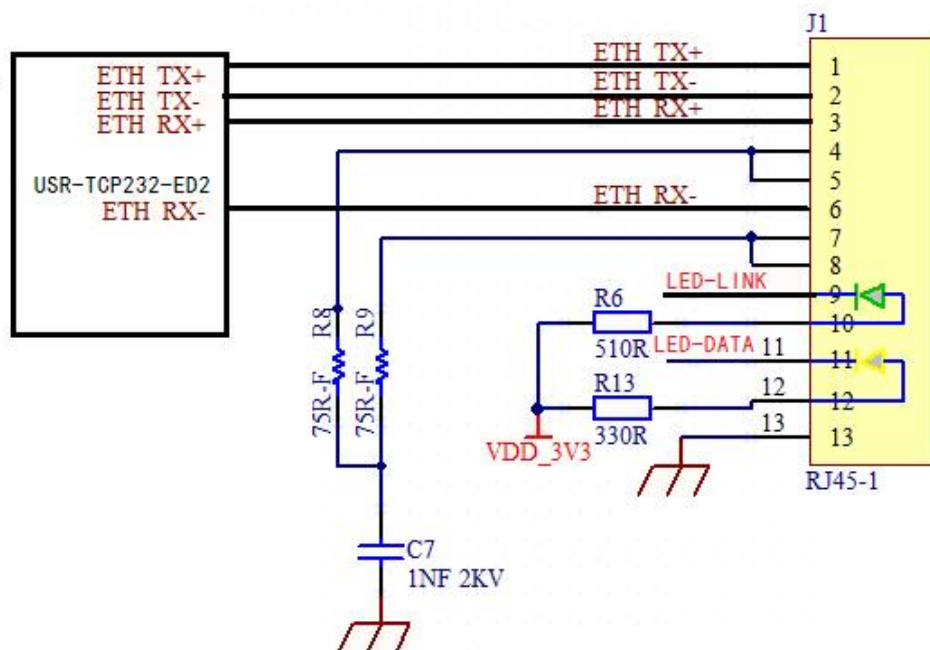 J1
ETH TX+
ETH TX-
ETH RX+
USR-TCP232-ED2
ETH RX-
ETH TX+
ETH TX-
ETH RX+
ETH RX-
1
2
3
4
5
6
7
8
9
10
11
12
13
LED-LINK
R6
510R
LED-DATA
11
R13
12
330R
13
VDD_3V3
RJ45-1
R8
75R-F
R9
75R-F
C7
1NF 2KV